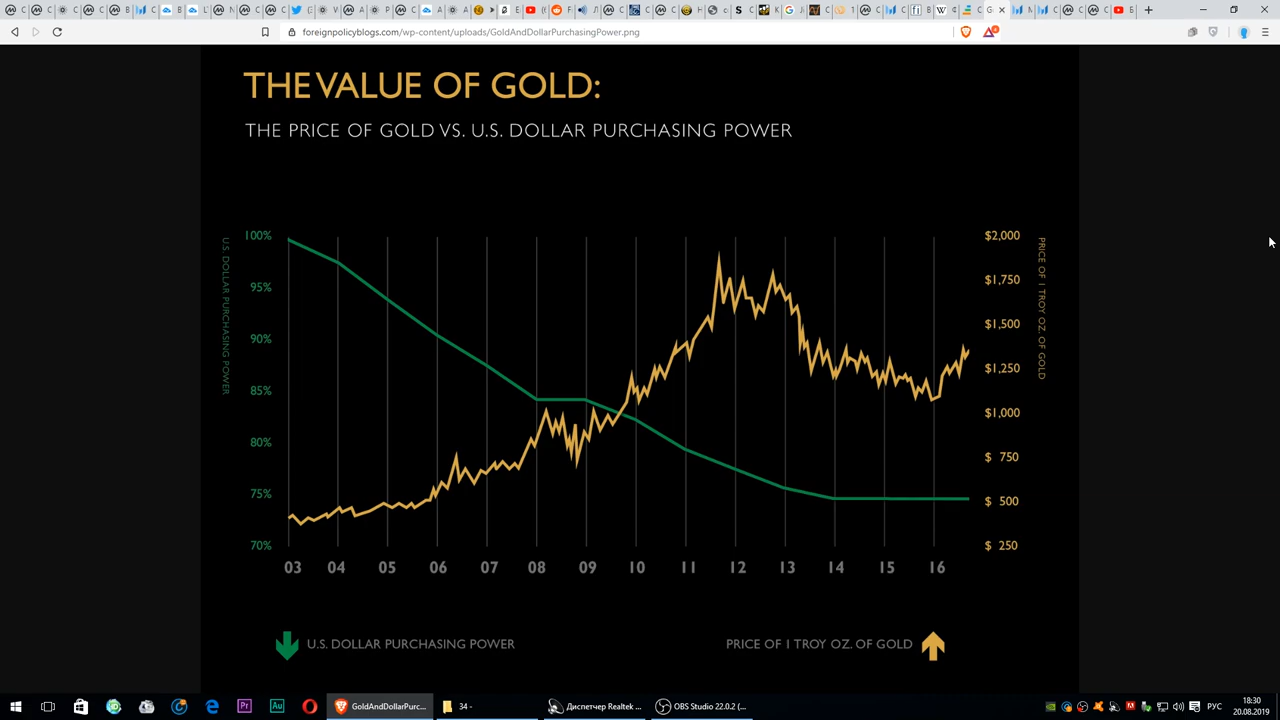 foreignpolicyblogs.com/wp-content/uploads/GoldAndDollarPurchasingPower.png
THE VALUE OF GOLD:
THE PRICE OF GOLD VS. U.S. DOLLAR PURCHASING POWER
U.S. DOLLAR PURCHASING POWER
100%
95%
90%
85%
80%
75%
70%
$2,000
$1,750
$1,500
$1,250
$1,000
$ 750
$ 500
$ 250
PRICE OF 1 TROY OZ. OF GOLD
03 04 05 06 07 08 09 10 11 12 13 14 15 16
U.S. DOLLAR PURCHASING POWER
PRICE OF 1 TROY OZ. OF GOLD
GoldAndDollarPurc...
34 -
Диспетчер Realtek ...
OBS Studio 22.0.2 (...
РУС
18:30
20.08.2019